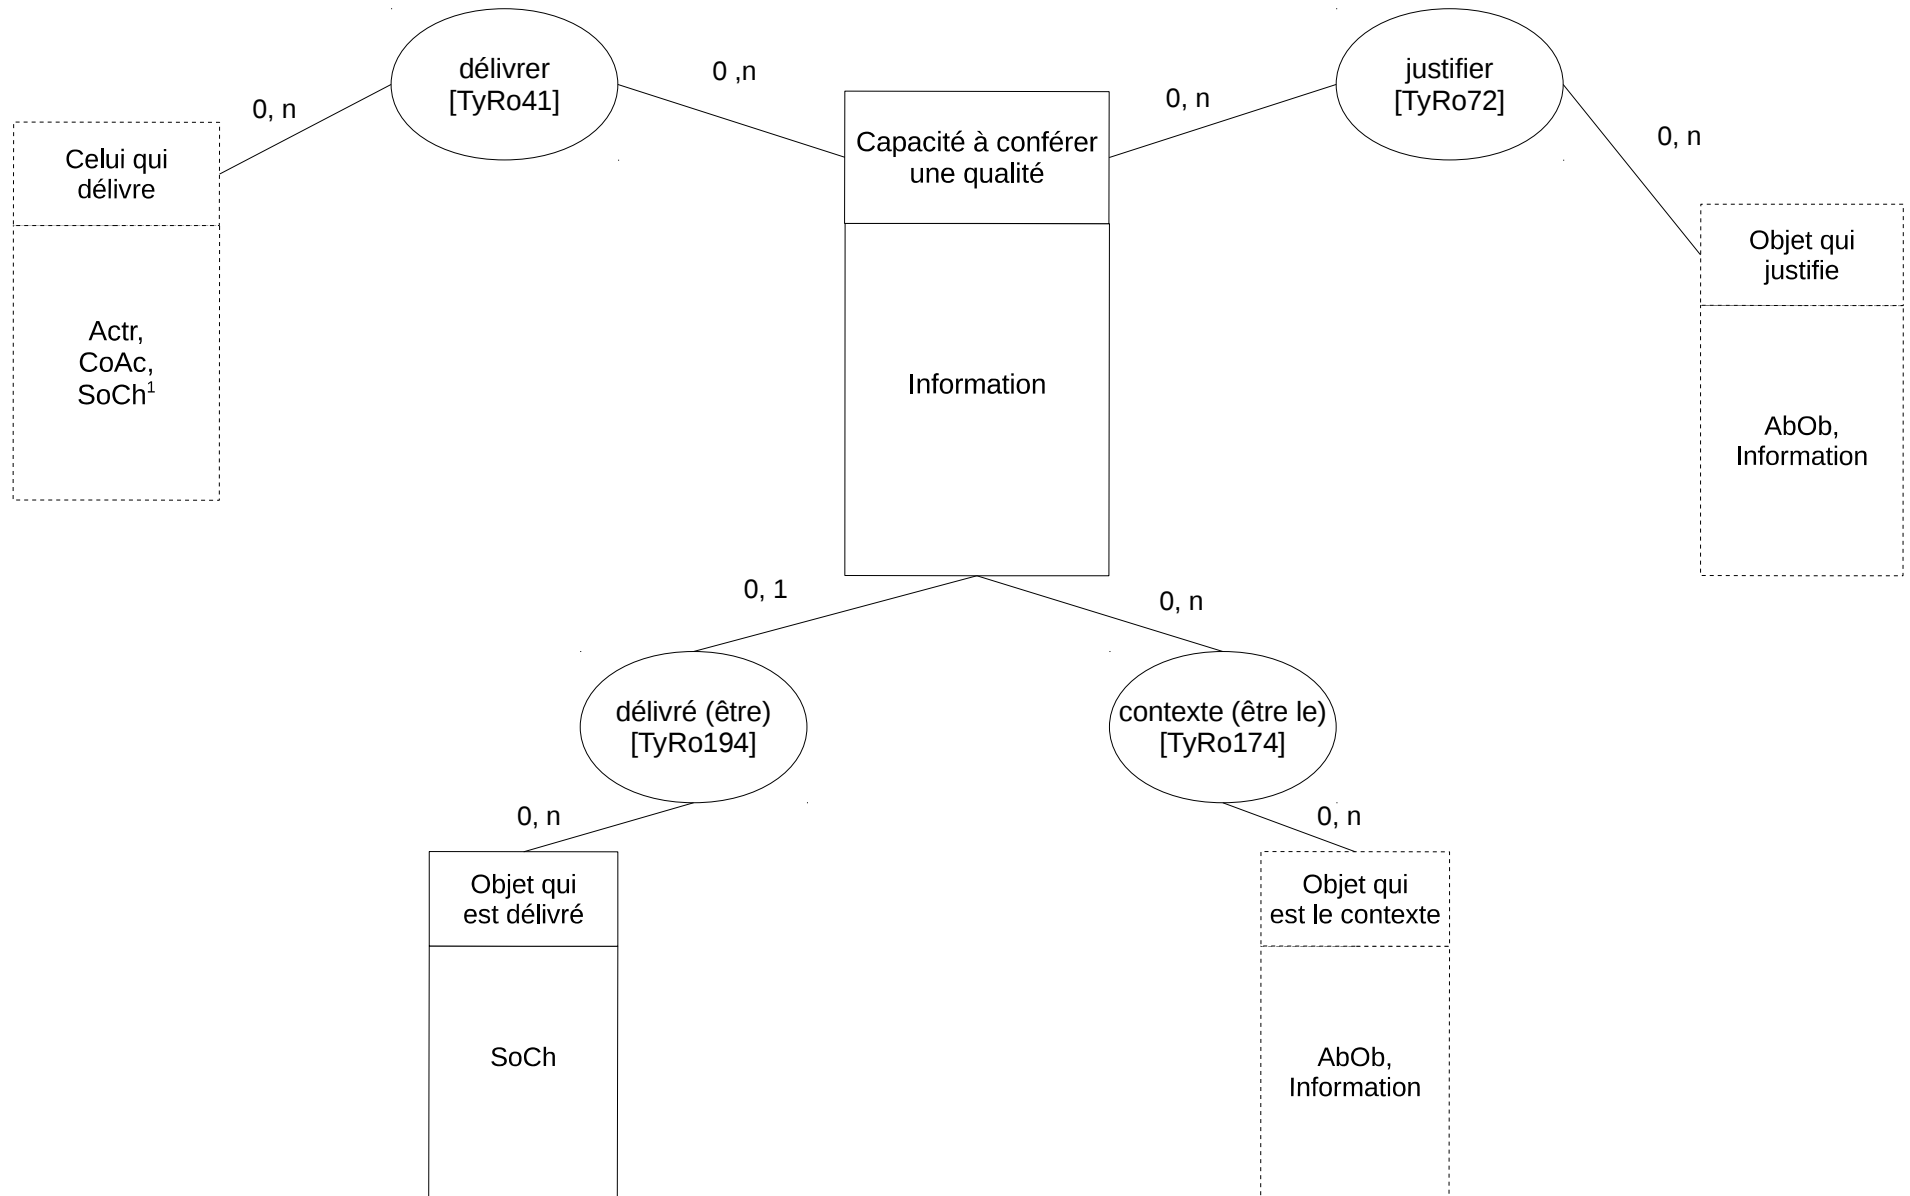 délivrer
[TyRo41]
0, n
0 ,n
Celui qui
délivre
Actr,
CoAc,
SoCh¹
Capacité à conférer
une qualité
Information
justifier
[TyRo72]
0, n
0, n
Objet qui
justifie
AbOb,
Information
0, 1
0, n
délivré (être)
[TyRo194]
contexte (être le)
[TyRo174]
0, n
0, n
Objet qui
est délivré
SoCh
Objet qui
est le contexte
AbOb,
Information